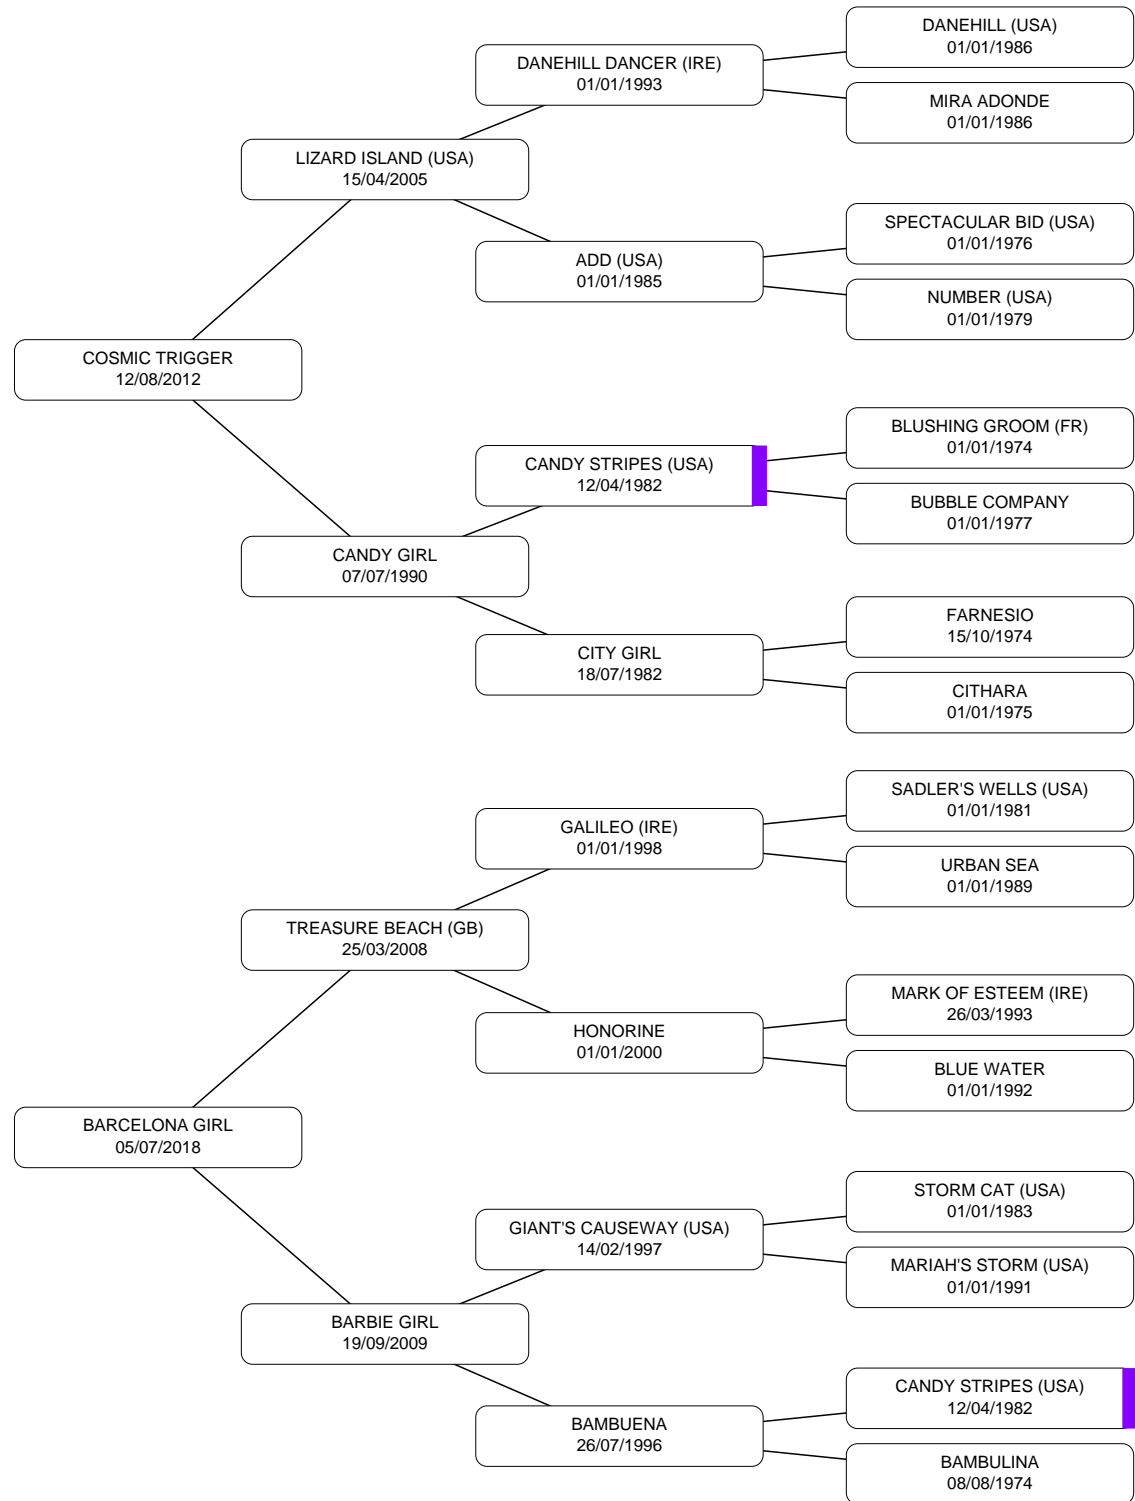 DANEHILL (USA)
01/01/1986
DANEHILL DANCER (IRE)
01/01/1993
MIRA ADONDE
01/01/1986
LIZARD ISLAND (USA)
15/04/2005
SPECTACULAR BID (USA)
01/01/1976
ADD (USA)
01/01/1985
NUMBER (USA)
01/01/1979
COSMIC TRIGGER
12/08/2012
BLUSHING GROOM (FR)
01/01/1974
CANDY STRIPES (USA)
12/04/1982
BUBBLE COMPANY
01/01/1977
CANDY GIRL
07/07/1990
FARNESIO
15/10/1974
CITY GIRL
18/07/1982
CITHARA
01/01/1975
SADLER'S WELLS (USA)
01/01/1981
GALILEO (IRE)
01/01/1998
URBAN SEA
01/01/1989
TREASURE BEACH (GB)
25/03/2008
MARK OF ESTEEM (IRE)
26/03/1993
HONORINE
01/01/2000
BLUE WATER
01/01/1992
BARCELONA GIRL
05/07/2018
STORM CAT (USA)
01/01/1983
GIANT'S CAUSEWAY (USA)
14/02/1997
MARIAH'S STORM (USA)
01/01/1991
BARBIE GIRL
19/09/2009
CANDY STRIPES (USA)
12/04/1982
BAMBUENA
26/07/1996
BAMBULINA
08/08/1974